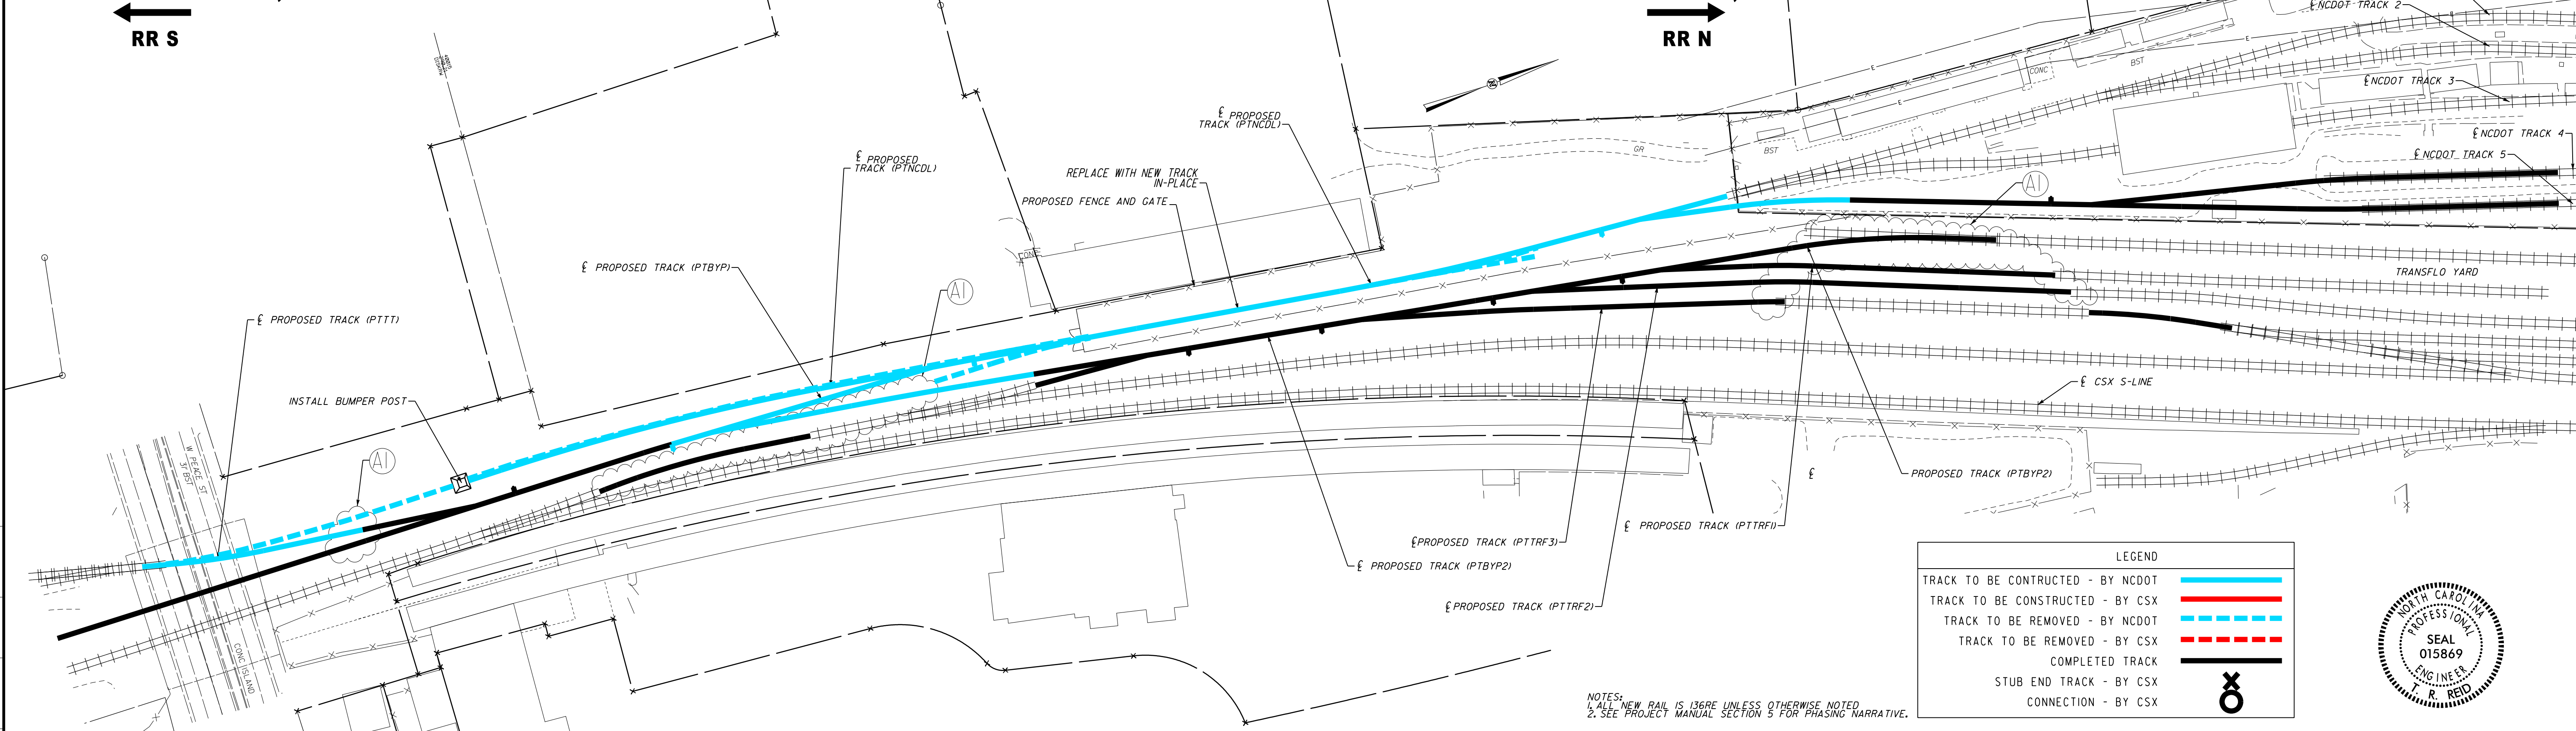 RR S
RR N
℄ NCDOT TRACK 2
℄ NCDOT TRACK 3
℄ NCDOT TRACK 4
℄ NCDOT TRACK 5
E
E
E
CONC
BST
BST
GR
℄ PROPOSED
TRACK (PTNCDL)
℄ PROPOSED
TRACK (PTNCDL)
REPLACE WITH NEW TRACK
IN-PLACE
PROPOSED FENCE AND GATE
CONC
A1
A1
A1
℄ PROPOSED TRACK (PTBYP)
℄ PROPOSED TRACK (PTTT)
INSTALL BUMPER POST
TRANSFLO YARD
℄ CSX S-LINE
W PEACE ST
37' BST
CONC ISLAND
PROPOSED TRACK (PTBYP2)
℄
℄ PROPOSED TRACK (PTTRF1)
℄ PROPOSED TRACK (PTTRF3)
℄ PROPOSED TRACK (PTBYP2)
℄ PROPOSED TRACK (PTTRF2)
LEGEND
TRACK TO BE CONTRUCTED - BY NCDOT
TRACK TO BE CONSTRUCTED - BY CSX
TRACK TO BE REMOVED - BY NCDOT
TRACK TO BE REMOVED - BY CSX
COMPLETED TRACK
STUB END TRACK - BY CSX
CONNECTION - BY CSX
NOTES:
1. ALL NEW RAIL IS 136RE UNLESS OTHERWISE NOTED
2. SEE PROJECT MANUAL SECTION 5 FOR PHASING NARRATIVE.
NORTH CAROLINA
PROFESSIONAL
SEAL
015869
ENGINEER
T. R. REID